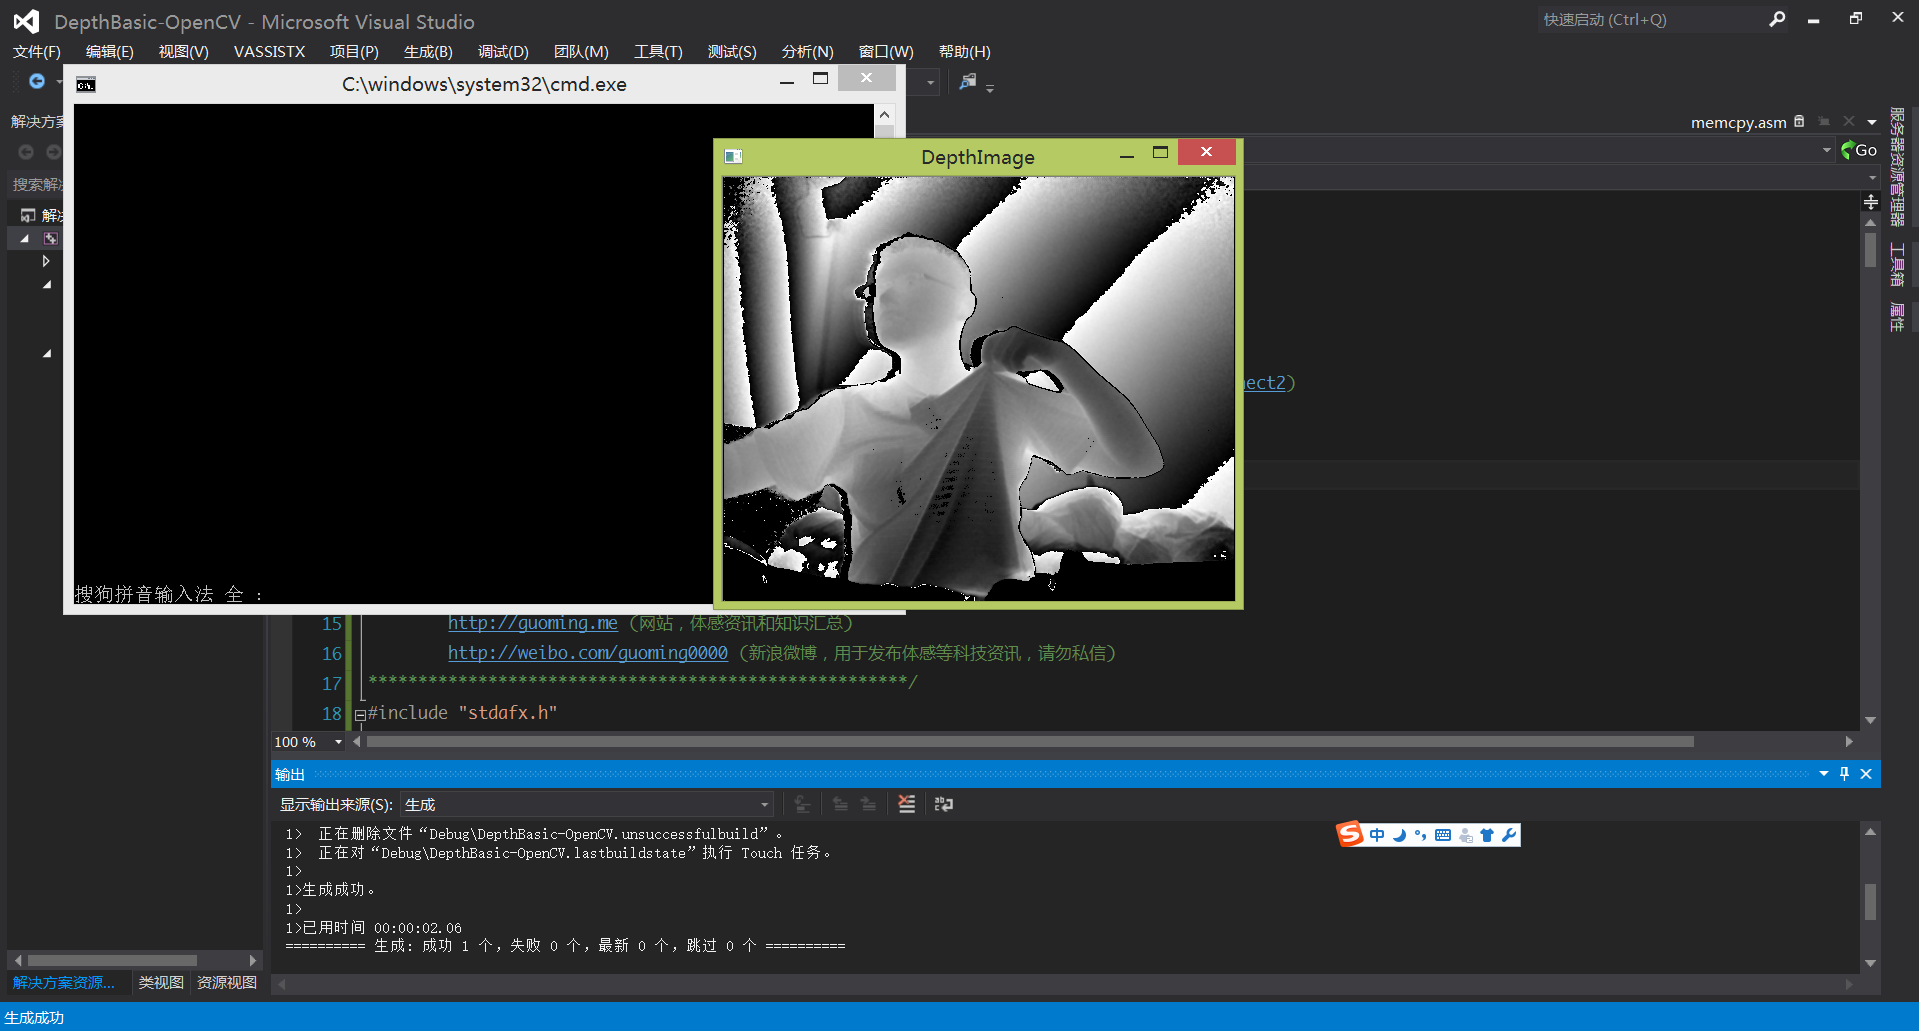 DepthBasic-OpenCV - Microsoft Visual Studio
快速启动 (Ctrl+Q)
文件(F) 编辑(E) 视图(V) VASSISTX 项目(P) 生成(B) 调试(D) 团队(M) 工具(T) 测试(S) 分析(N) 窗口(W) 帮助(H)
C:\windows\system32\cmd.exe
解决方案
memcpy.asm
DepthImage
Go
搜索解
解决
服务器资源管理器
工具箱
属性
nect2)
搜狗拼音输入法 全 :
15 http://guoming.me (网站，体感资讯和知识汇总)
16 http://weibo.com/guoming0000 (新浪微博，用于发布体感等科技资讯，请勿私信)
17 ******************************************************/
18 #include "stdafx.h"
100 %
输出
显示输出来源(S): 生成
1> 正在删除文件“Debug\DepthBasic-OpenCV.unsuccessfulbuild”。
1> 正在对“Debug\DepthBasic-OpenCV.lastbuildstate”执行 Touch 任务。
1>
1>生成成功。
1>
1>已用时间 00:00:02.06
========== 生成: 成功 1 个，失败 0 个，最新 0 个，跳过 0 个 ==========
中
解决方案资源... 类视图 资源视图
生成成功